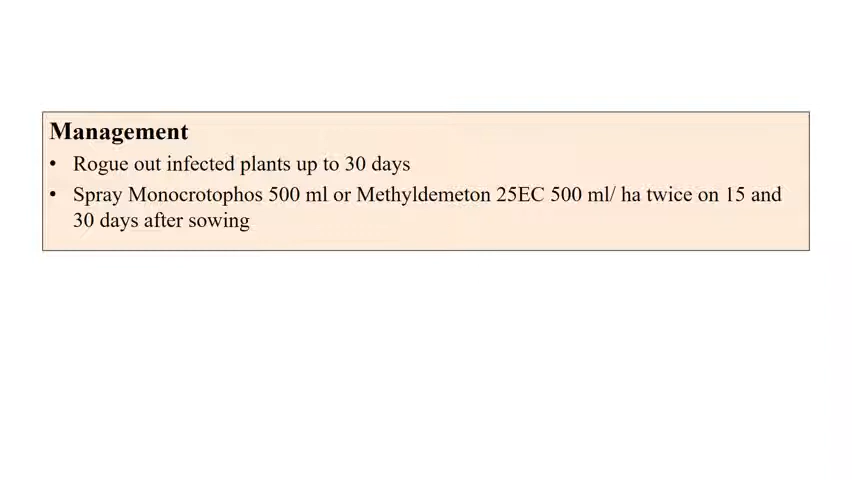 Management
• Rogue out infected plants up to 30 days
• Spray Monocrotophos 500 ml or Methyldemeton 25EC 500 ml/ ha twice on 15 and
30 days after sowing